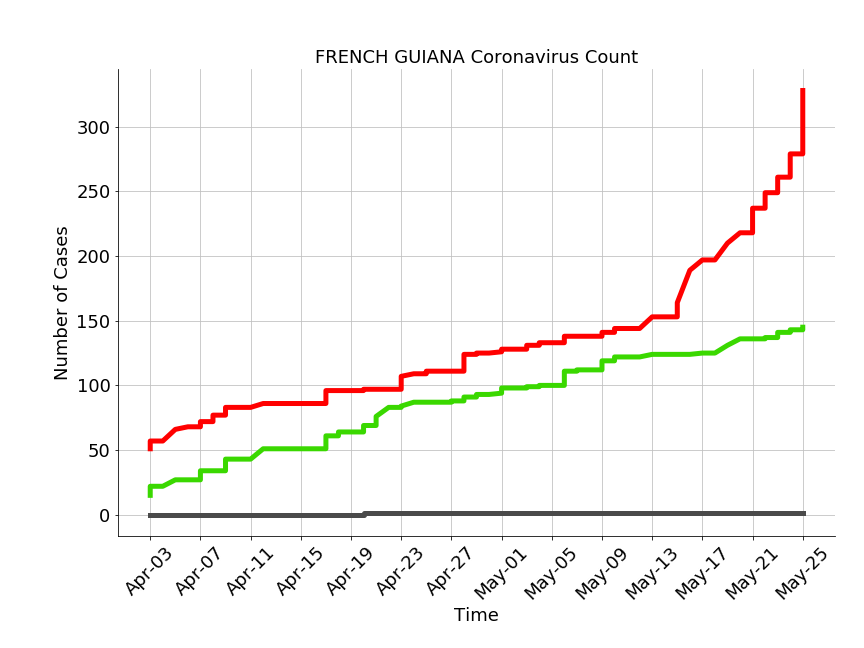 FRENCH GUIANA Coronavirus Count
Number of Cases
300
250
200
150
100
50
0
Apr-03
Apr-07
Apr-11
Apr-15
Apr-19
Apr-23
Apr-27
May-01
May-05
May-09
May-13
May-17
May-21
May-25
Time